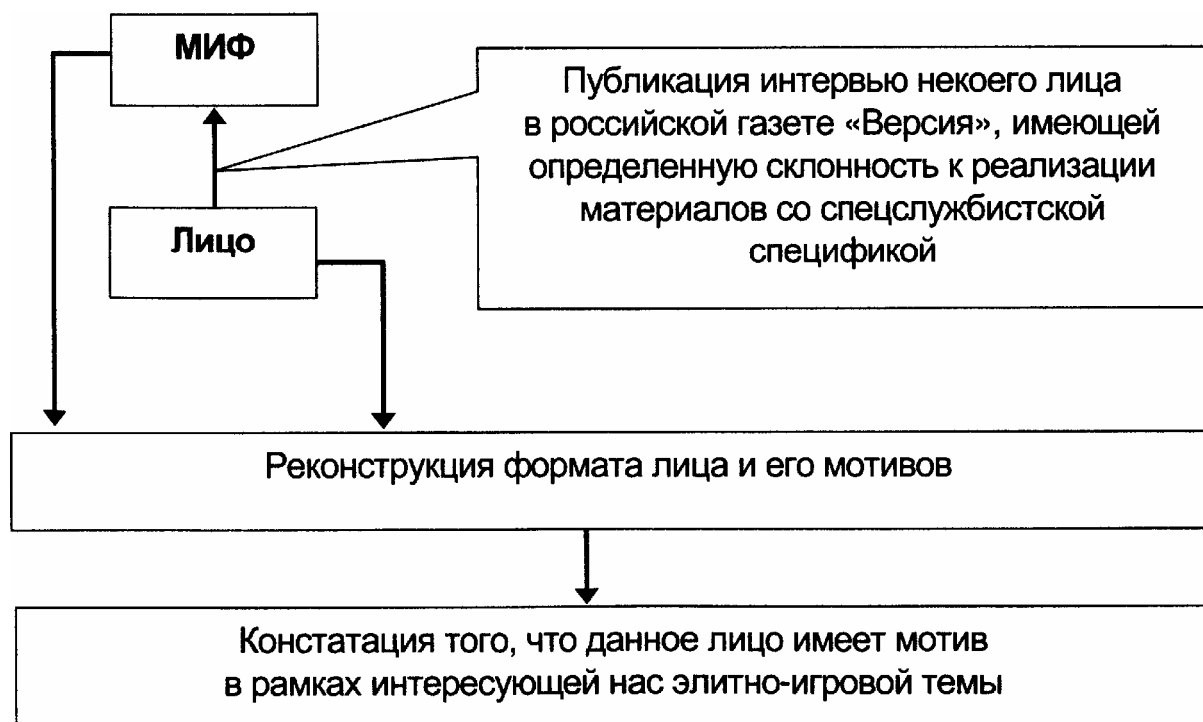 МИФ
Публикация интервью некоего лица
в российской газете «Версия», имеющей
определенную склонность к реализации
материалов со спецслужбистской
спецификой
Лицо
Реконструкция формата лица и его мотивов
Констатация того, что данное лицо имеет мотив
в рамках интересующей нас элитно-игровой темы